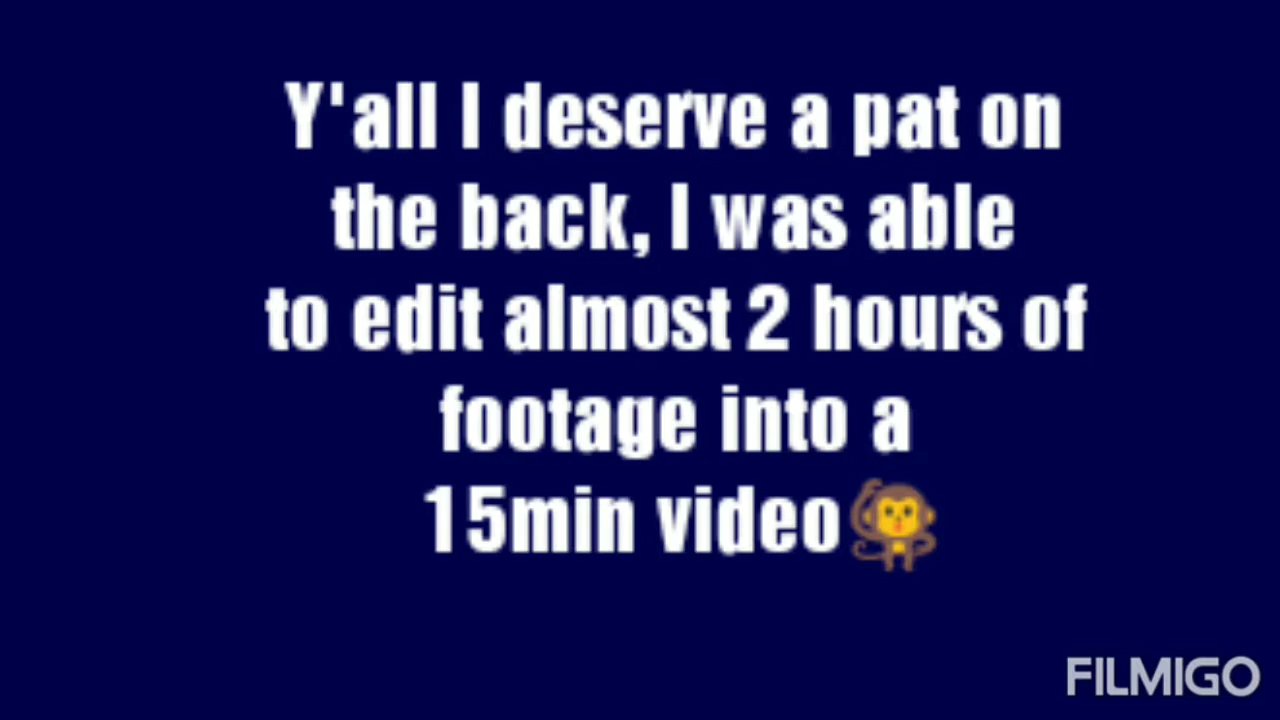 Y'all I deserve a pat on
the back, I was able
to edit almost 2 hours of
footage into a
15min video🐒
FILMIGO